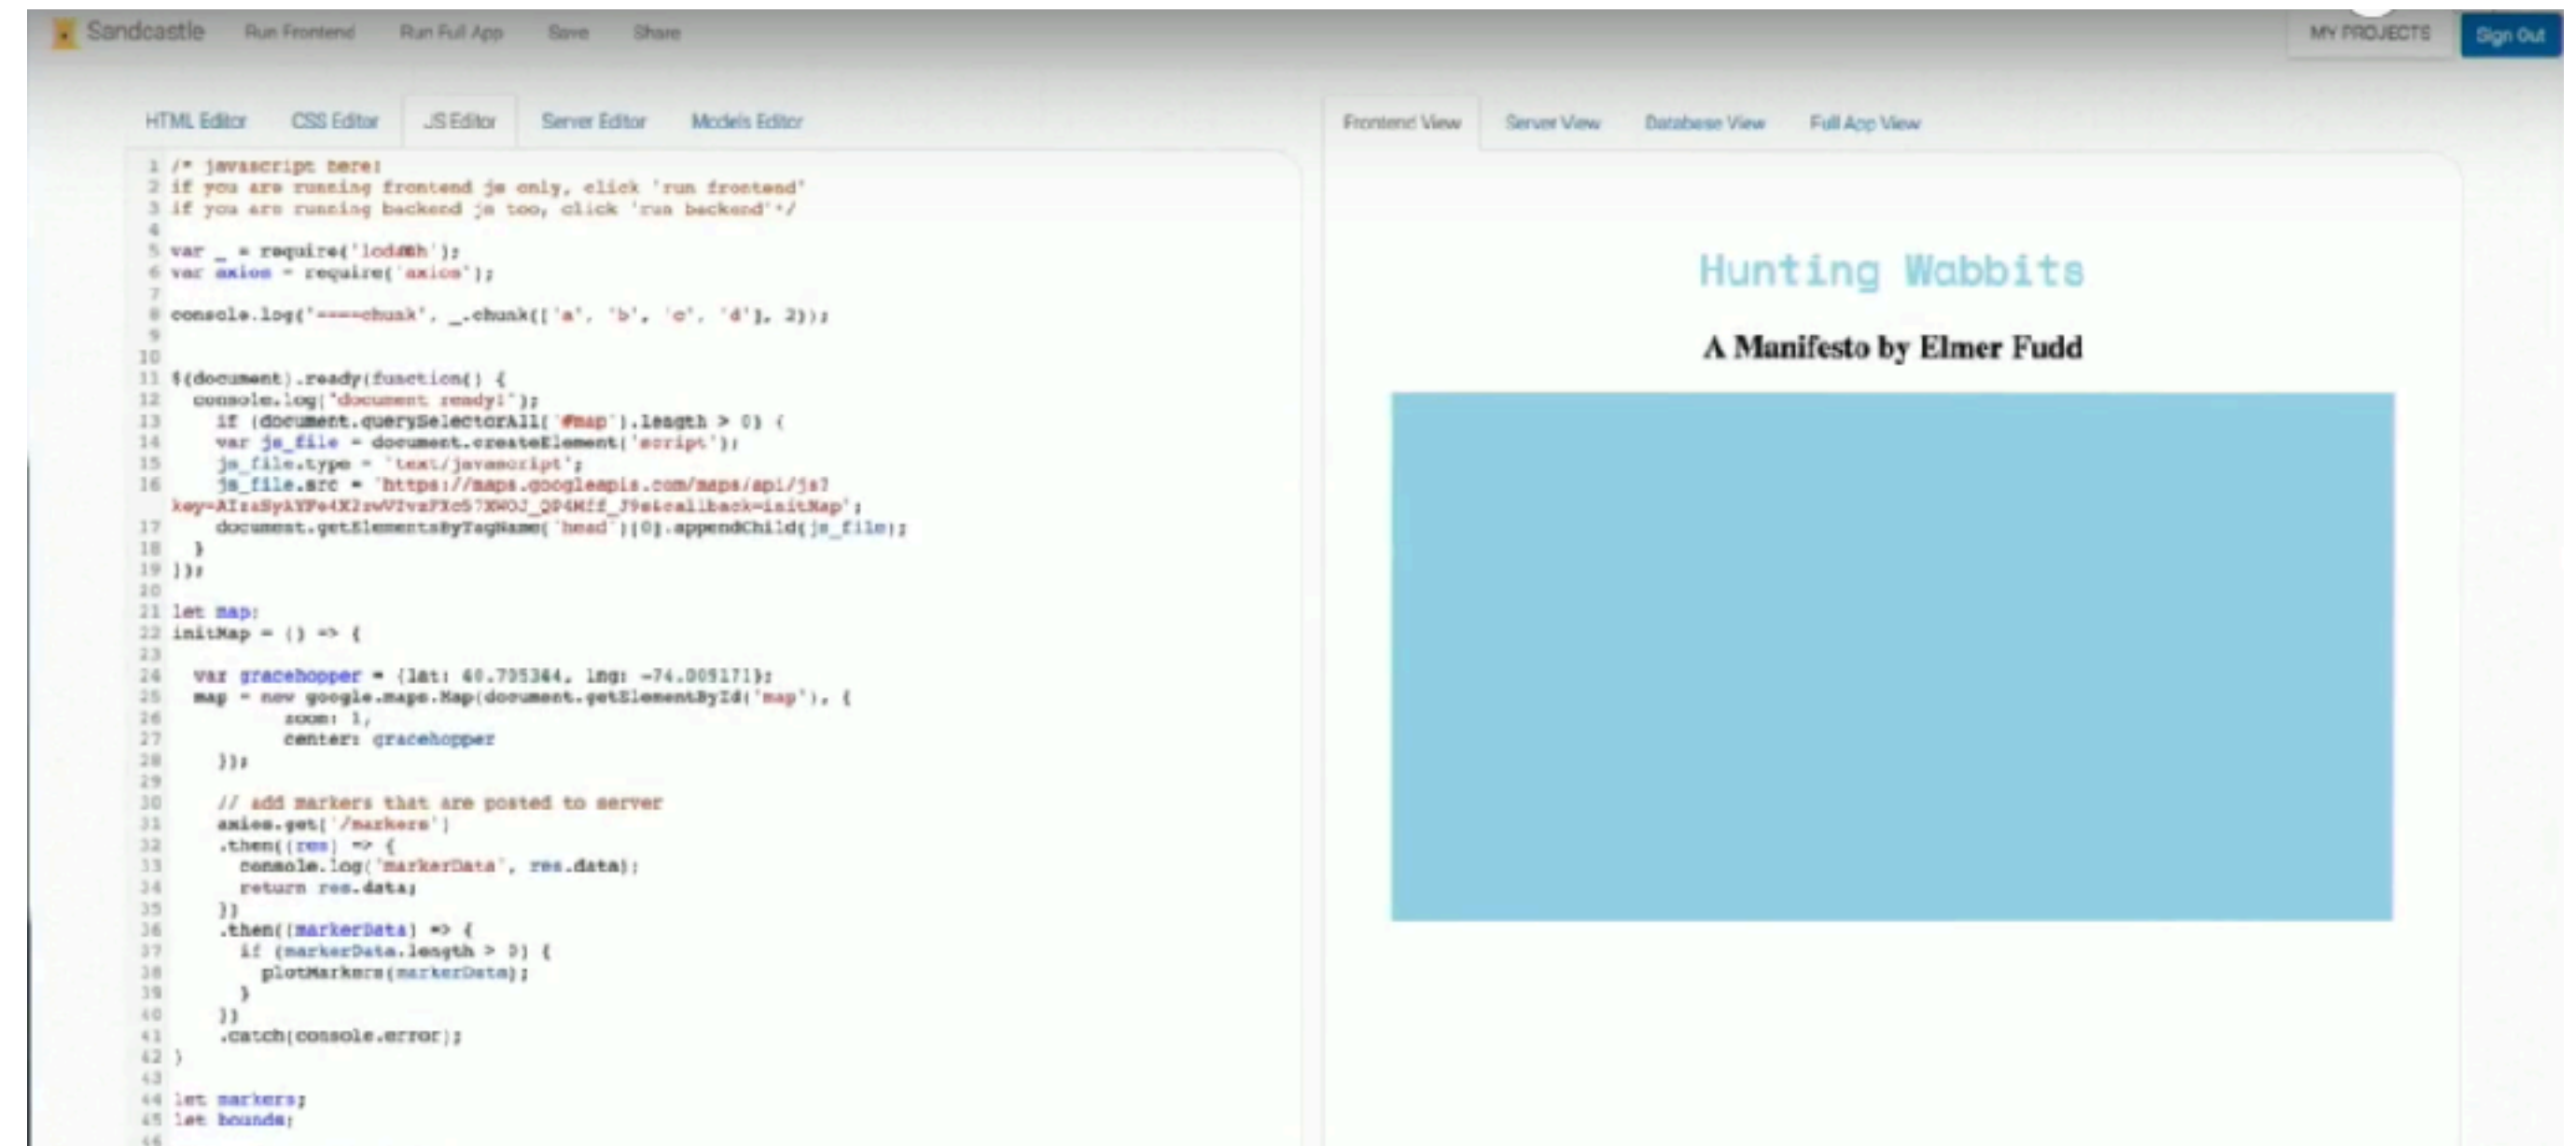 Sandcastle Run Frontend Run Full App Save Share MY PROJECTS Sign Out
HTML Editor CSS Editor JS Editor Server Editor Models Editor
1 /* javascript here:
2 if you are running frontend js only, click 'run frontend'
3 if you are running backend js too, click 'run backend'*/
4
5 var _ = require('lodash');
6 var axios = require('axios');
7
8 console.log('====chunk', _.chunk(['a', 'b', 'c', 'd'], 2));
9
10
11 $(document).ready(function() {
12 console.log("document ready!");
13 if (document.querySelectorAll('#map').length > 0) {
14 var js_file = document.createElement('script');
15 js_file.type = 'text/javascript';
16 js_file.src = 'https://maps.googleapis.com/maps/api/js?
17 document.getElementsByTagName('head')[0].appendChild(js_file);
18 }
19 });
20
21 let map;
22 initMap = () => {
23
24 var gracehopper = {lat: 40.705344, lng: -74.009171};
25 map = new google.maps.Map(document.getElementById('map'), {
26 zoom: 1,
27 center: gracehopper
28 });
29
30 // add markers that are posted to server
31 axios.get('/markers')
32 .then((res) => {
33 console.log('markerData', res.data);
34 return res.data;
35 })
36 .then((markerData) => {
37 if (markerData.length > 0) {
38 plotMarkers(markerData);
39 }
40 })
41 .catch(console.error);
42 }
43
44 let markers;
45 let bounds;
46
Frontend View Server View Database View Full App View
Hunting Wabbits
A Manifesto by Elmer Fudd